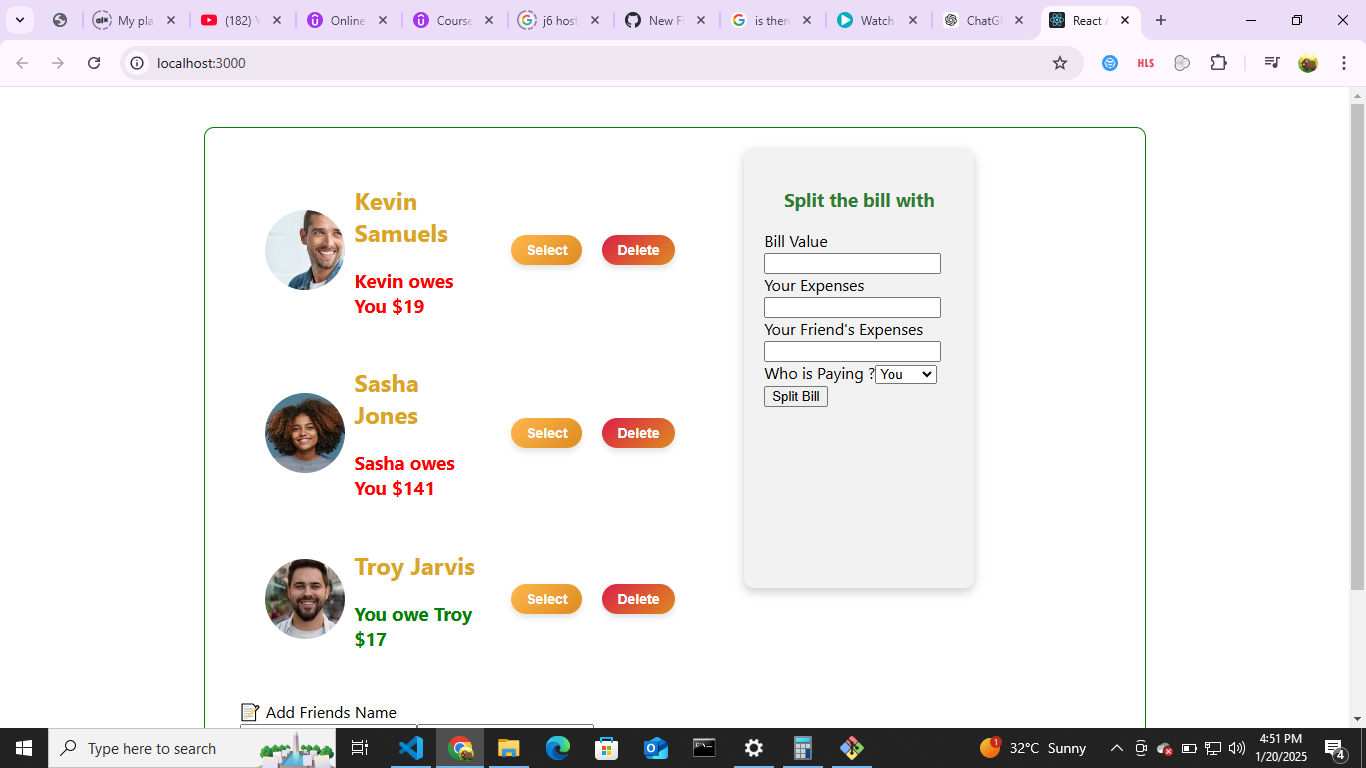 My pla
(182) Y
Online
Course
j6 host
New F
is ther
Watch
ChatG
React A
localhost:3000
HLS
Kevin
Samuels
Kevin owes
You $19
Select
Delete
Sasha
Jones
Sasha owes
You $141
Select
Delete
Troy Jarvis
You owe Troy
$17
Select
Delete
📝 Add Friends Name
Split the bill with
Bill Value
Your Expenses
Your Friend's Expenses
Who is Paying ? You
Split Bill
Type here to search
1
32°C Sunny
4:51 PM
1/20/2025
4